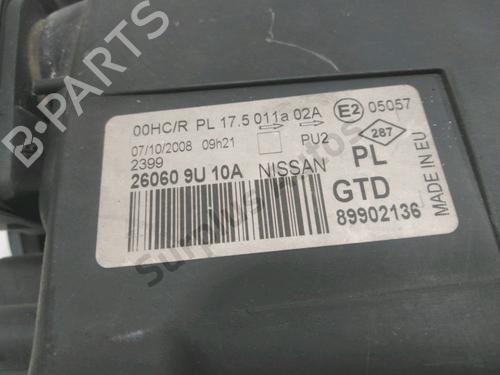 B-PARTS
00HC/R PL 17.5 011a 02A E2 05057
07/10/2008 09h21 PU2 287
2399
26060 9U 10A NISSAN PL
GTD
89902136
MADE IN EU